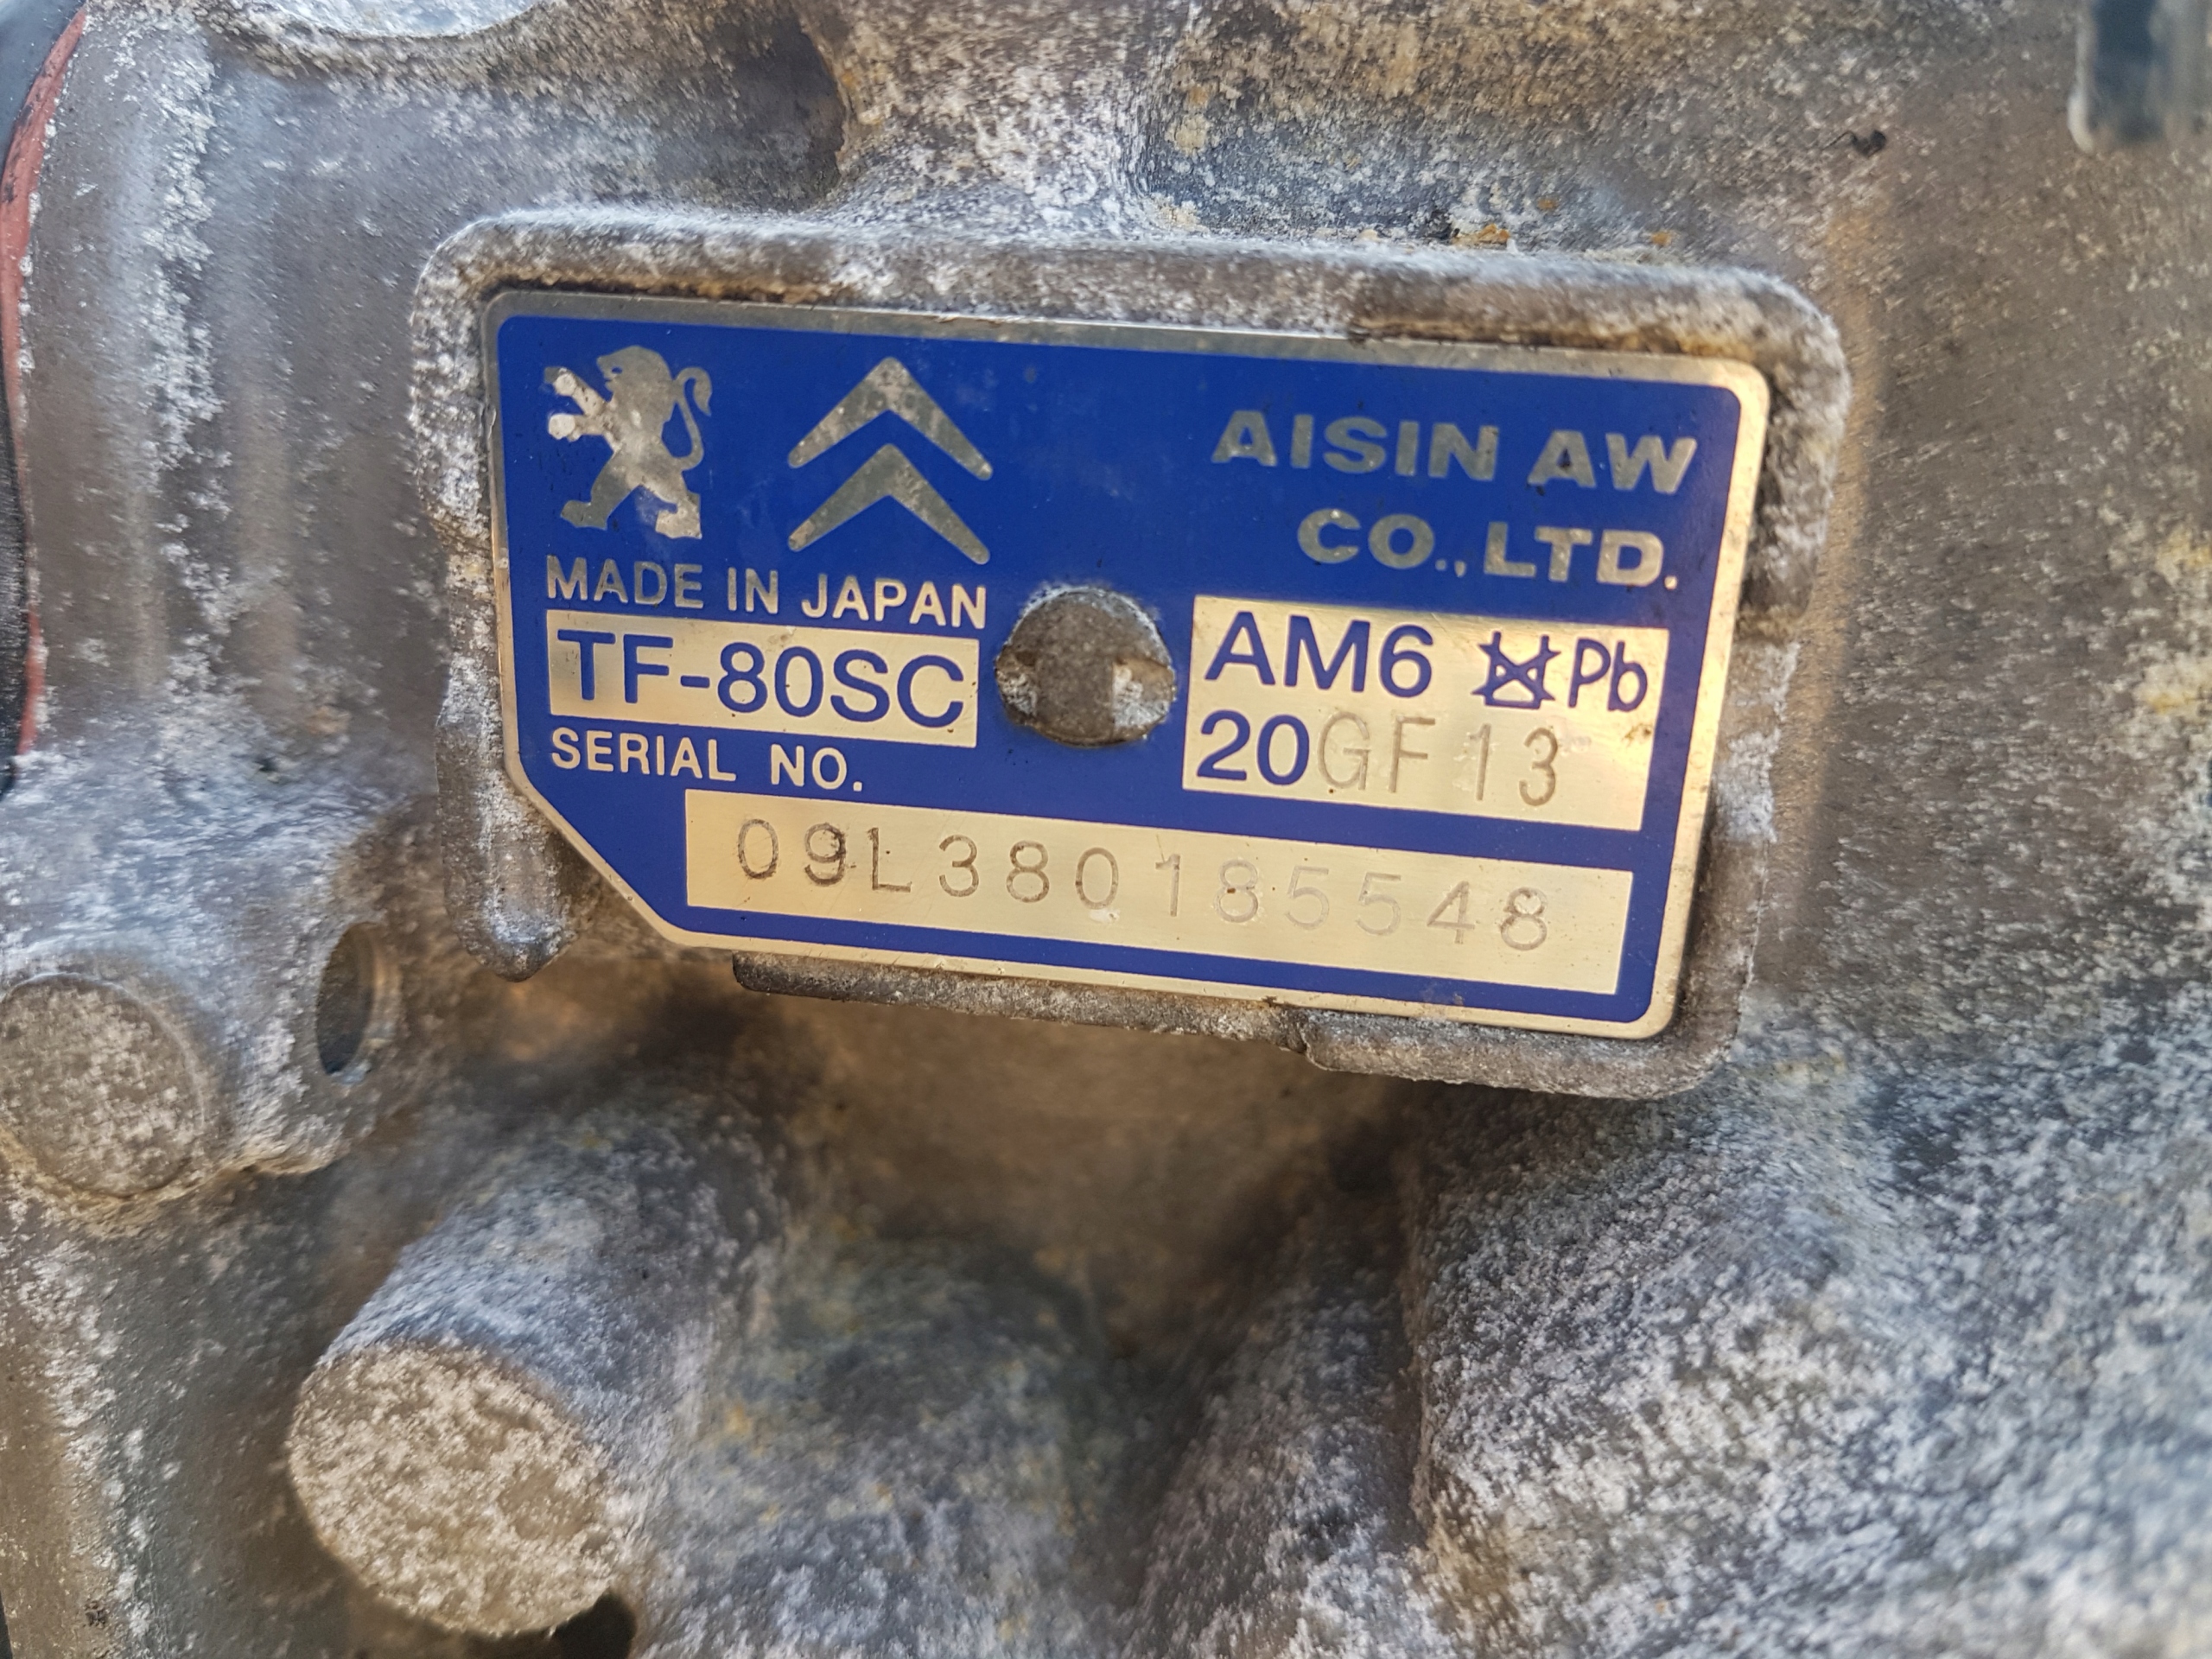 AISIN AW
CO.,LTD.
MADE IN JAPAN
TF-80SC
AM6 Pb
20GF13
SERIAL NO.
09L380185548